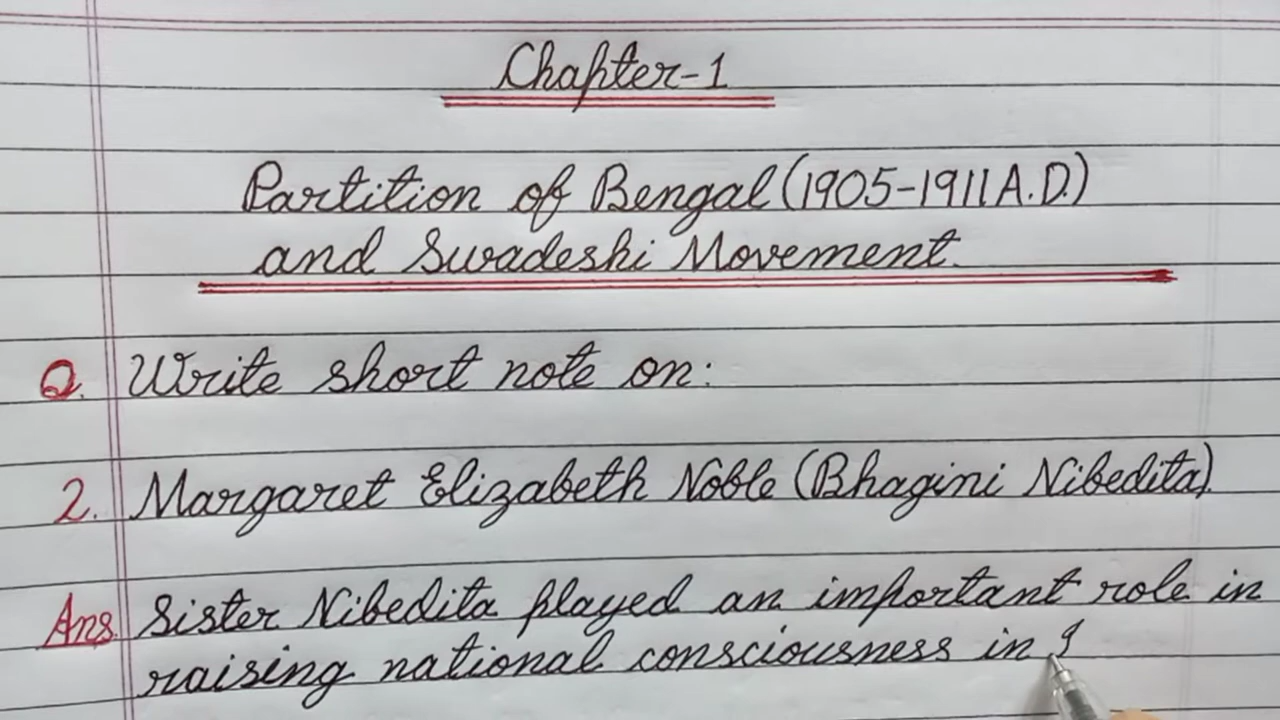 Chapter-1
Partition of Bengal (1905-1911 A.D.)
and Swadeshi Movement.
Q. Write short note on:
2. Margaret Elizabeth Noble (Bhagini Nibedita).
Ans. Sister Nibedita played an important role in
raising national consciousness in